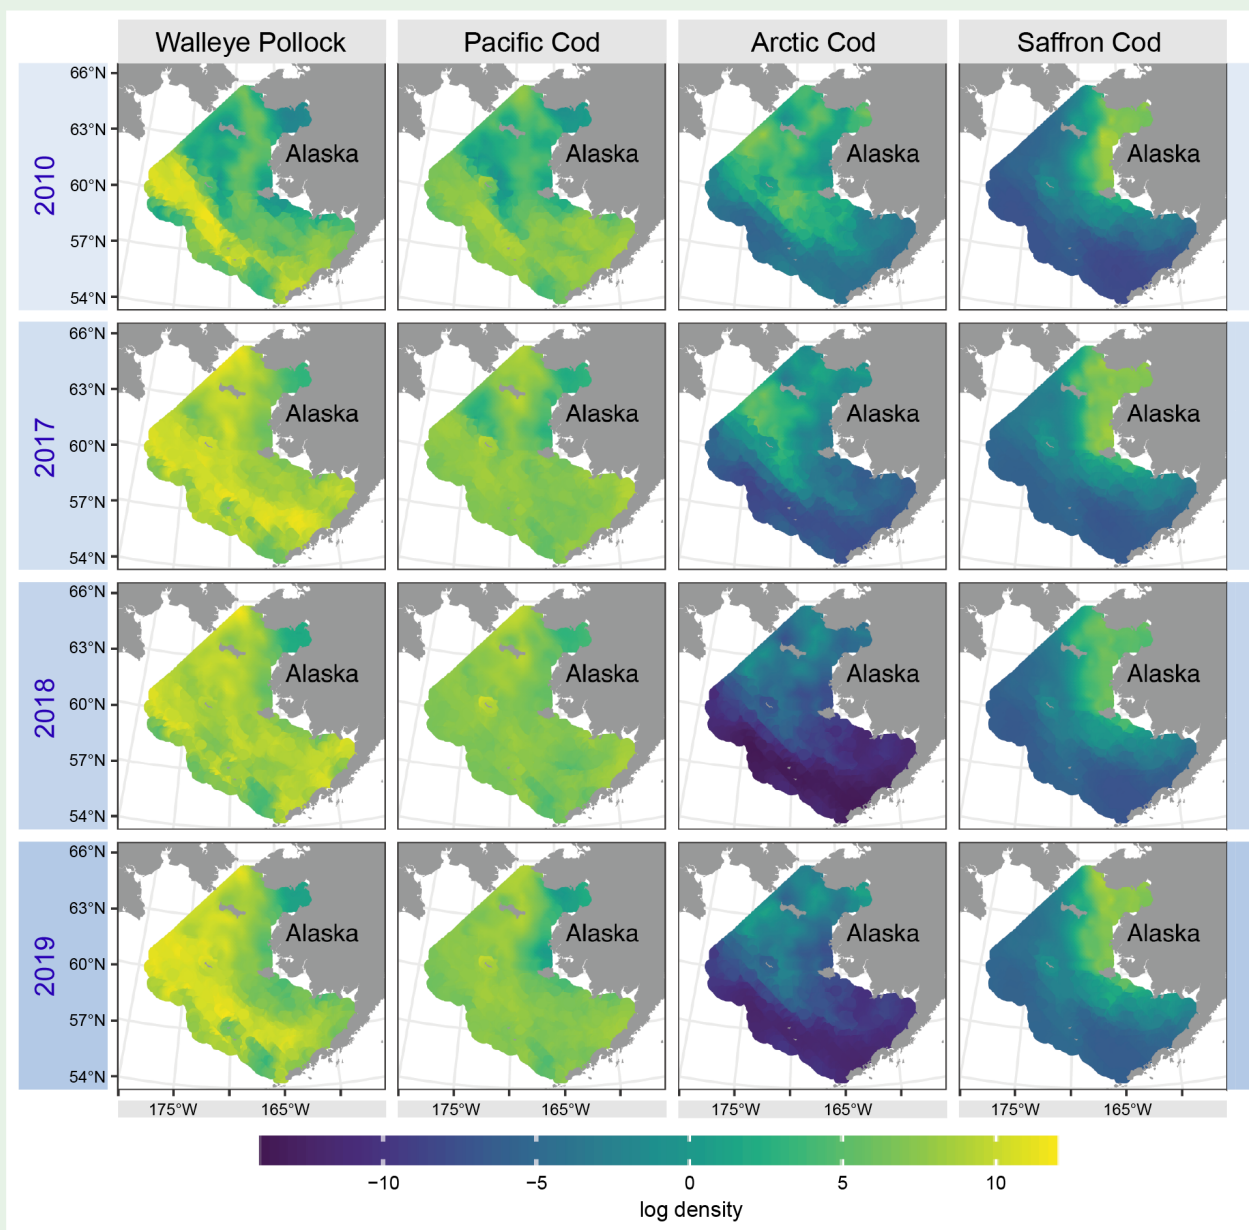 Walleye Pollock Pacific Cod Arctic Cod Saffron Cod
2010
66°N
63°N
60°N
57°N
54°N
Alaska Alaska Alaska Alaska
2017
66°N
63°N
60°N
57°N
54°N
Alaska Alaska Alaska Alaska
2018
66°N
63°N
60°N
57°N
54°N
Alaska Alaska Alaska Alaska
2019
66°N
63°N
60°N
57°N
54°N
Alaska Alaska Alaska Alaska
175°W 165°W 175°W 165°W 175°W 165°W 175°W 165°W
−10 −5 0 5 10
log density